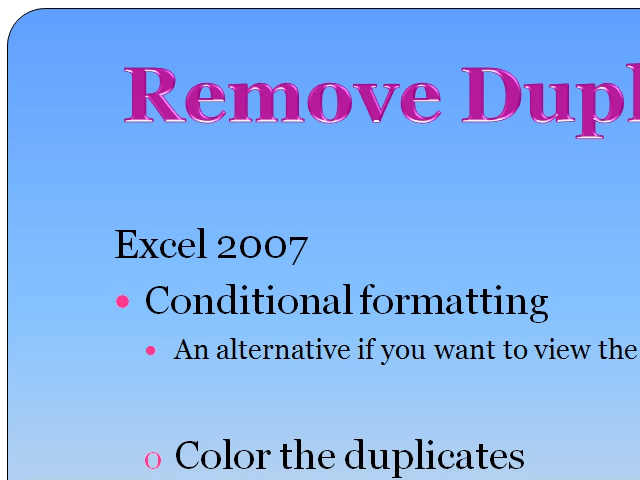 Remove Dupl
Excel 2007
• Conditional formatting
• An alternative if you want to view the
o Color the duplicates